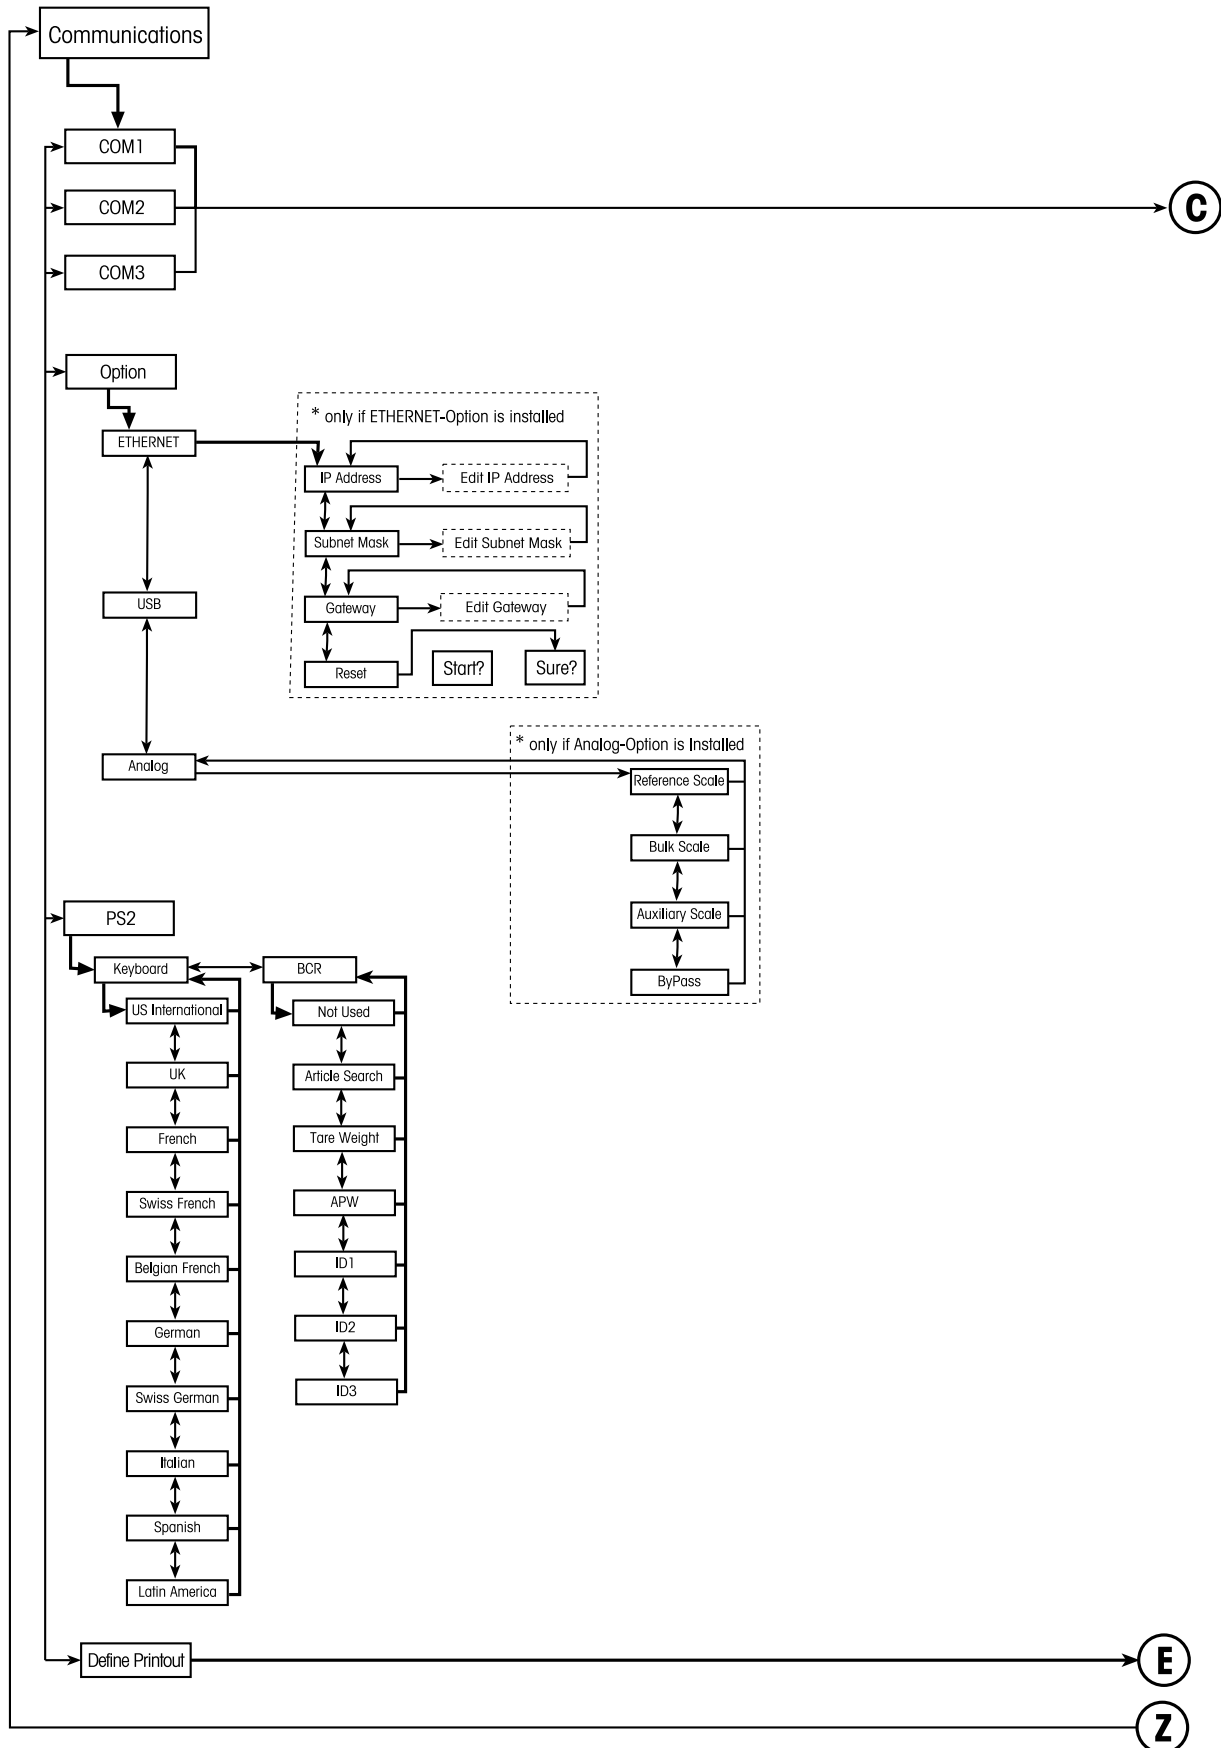 Communications
COM1
COM2
C
COM3
Option
* only if ETHERNET-Option is installed
ETHERNET
IP Address
Edit IP Address
Subnet Mask
Edit Subnet Mask
USB
Gateway
Edit Gateway
Reset
Start?
Sure?
* only if Analog-Option is Installed
Analog
Reference Scale
Bulk Scale
Auxiliary Scale
ByPass
PS2
Keyboard
BCR
US International
UK
French
Swiss French
Belgian French
German
Swiss German
Italian
Spanish
Latin America
Not Used
Article Search
Tare Weight
APW
ID1
ID2
ID3
Define Printout
E
Z